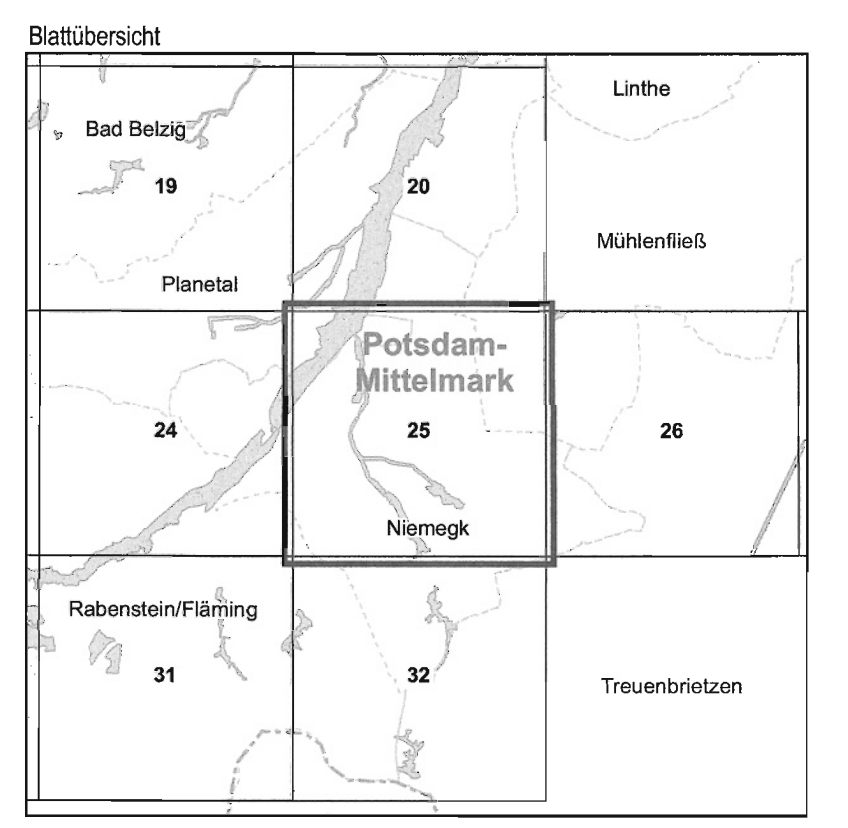 Blattübersicht
Linthe
Bad Belzig
19
20
Mühlenfließ
Planetal
Potsdam-
Mittelmark
24
25
26
Niemegk
Rabenstein/Fläming
31
32
Treuenbrietzen